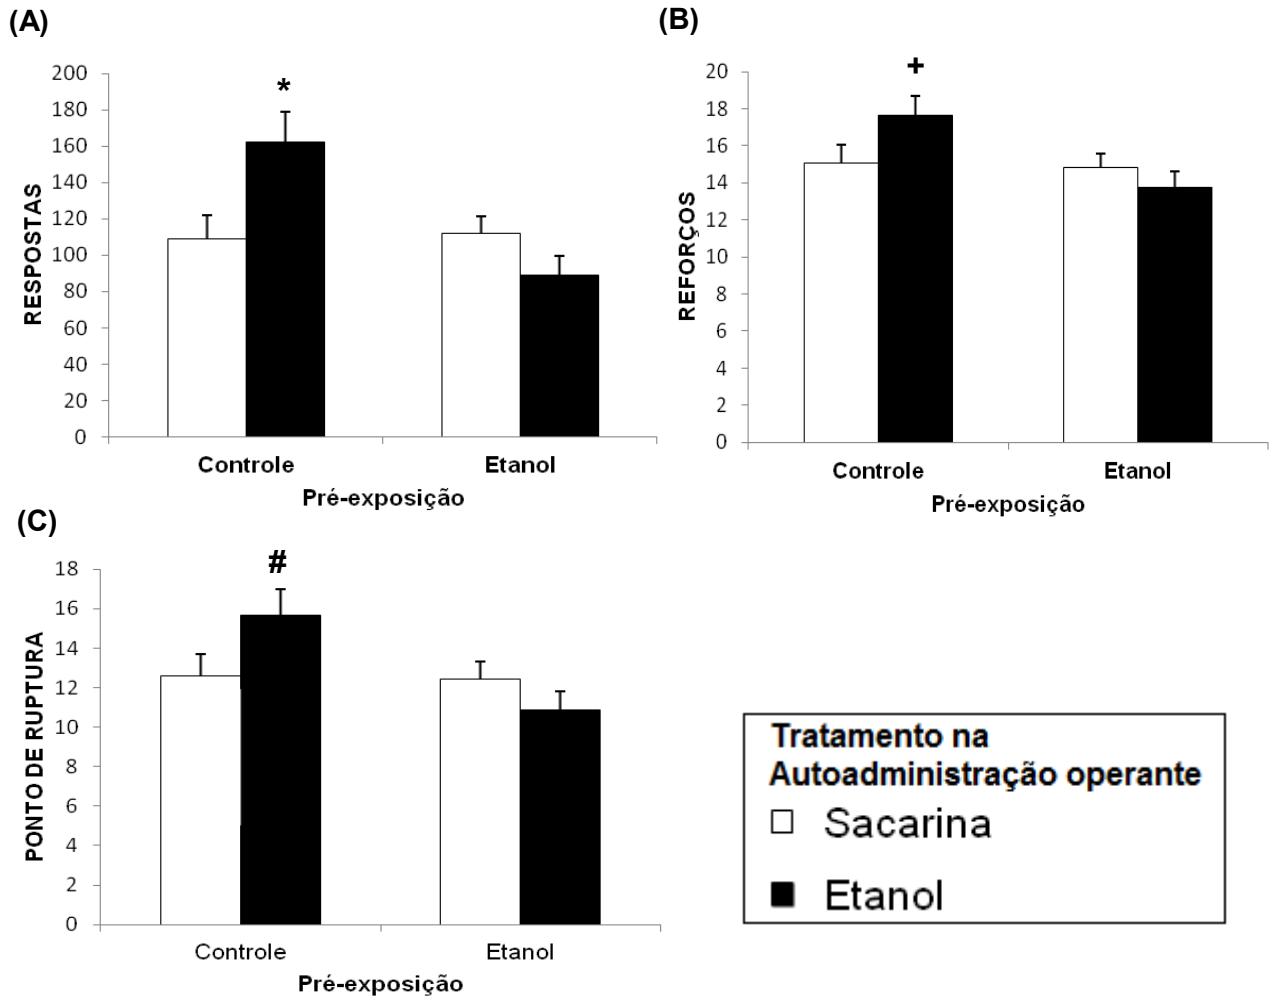 (A)
RESPOSTAS
200
180
160
140
120
100
80
60
40
20
0
*
Controle
Etanol
Pré-exposição
(B)
REFORÇOS
20
18
16
14
12
10
8
6
4
2
0
+
Controle
Etanol
Pré-exposição
(C)
PONTO DE RUPTURA
18
16
14
12
10
8
6
4
2
0
#
Controle
Etanol
Pré-exposição
Tratamento na
Autoadministração operante
Sacarina
Etanol